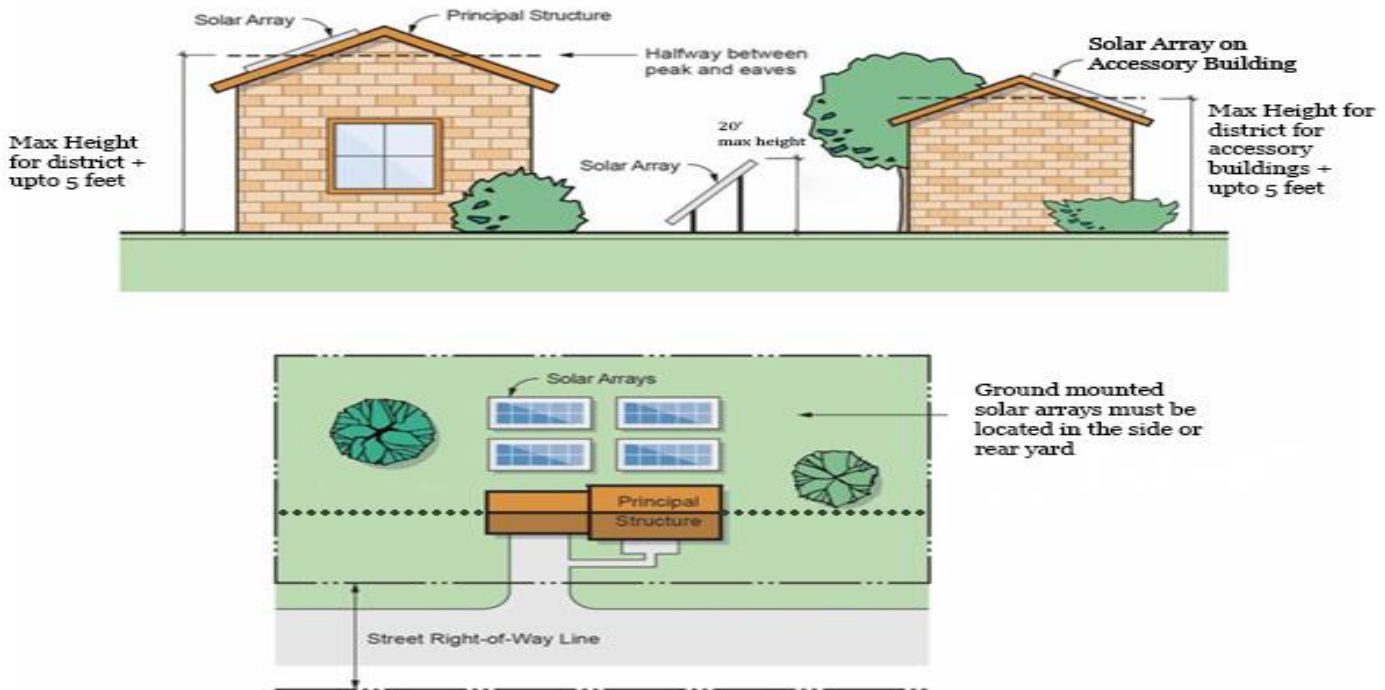 Solar Array
Principal Structure
Halfway between
peak and eaves
Solar Array on
Accessory Building
Max Height
for district +
upto 5 feet
20'
max height
Solar Array
Max Height for
district for
accessory
buildings +
upto 5 feet
Solar Arrays
Ground mounted
solar arrays must be
located in the side or
rear yard
Principal
Structure
Street Right-of-Way Line